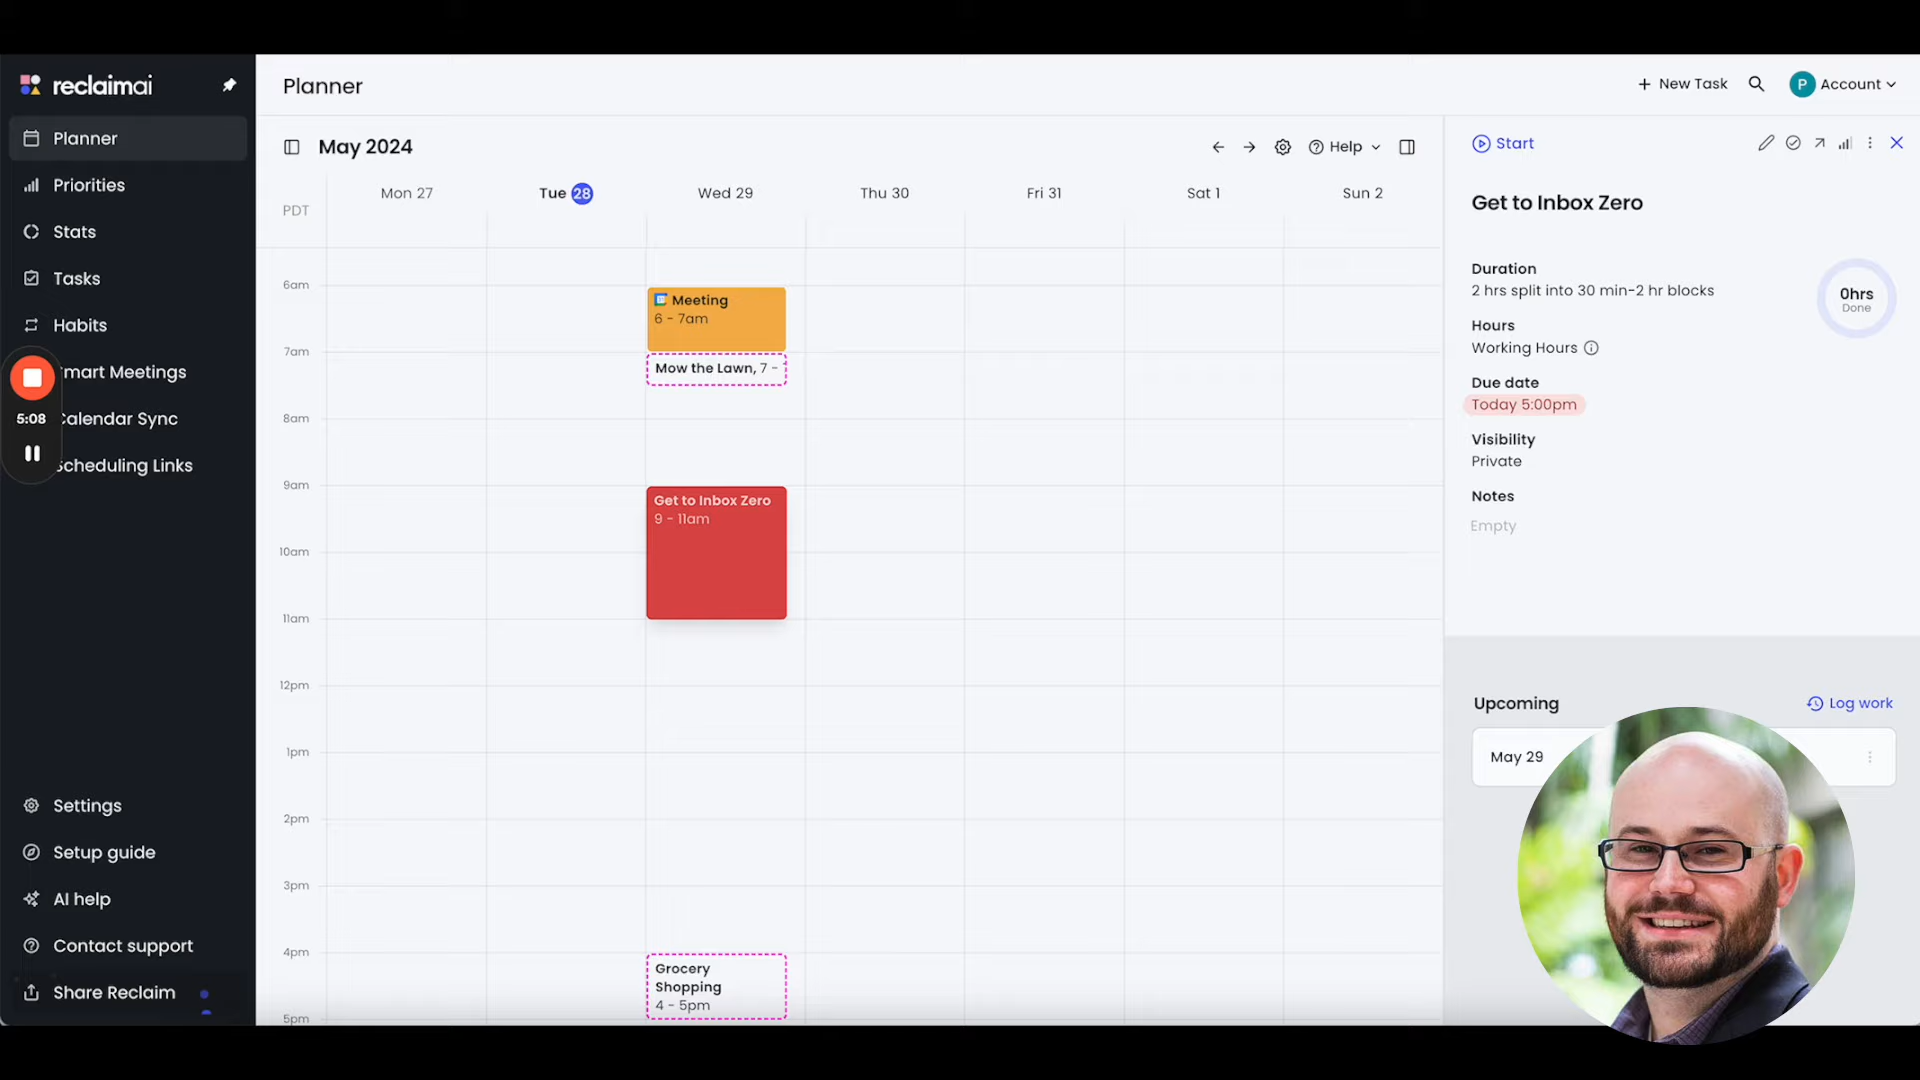 reclaimai
Planner
Priorities
Stats
Tasks
Habits
mart Meetings
Calendar Sync
Scheduling Links
5:08
Settings
Setup guide
AI help
Contact support
Share Reclaim
Planner
+ New Task
P
Account
May 2024
Help
PDT
Mon 27
Tue 28
Wed 29
Thu 30
Fri 31
Sat 1
Sun 2
6am
7am
8am
9am
10am
11am
12pm
1pm
2pm
3pm
4pm
5pm
Meeting
6 - 7am
Mow the Lawn, 7 -
Get to Inbox Zero
9 - 11am
Grocery
Shopping
4 - 5pm
Start
Get to Inbox Zero
Duration
2 hrs split into 30 min-2 hr blocks
0hrs
Done
Hours
Working Hours
Due date
Today 5:00pm
Visibility
Private
Notes
Empty
Upcoming
Log work
May 29